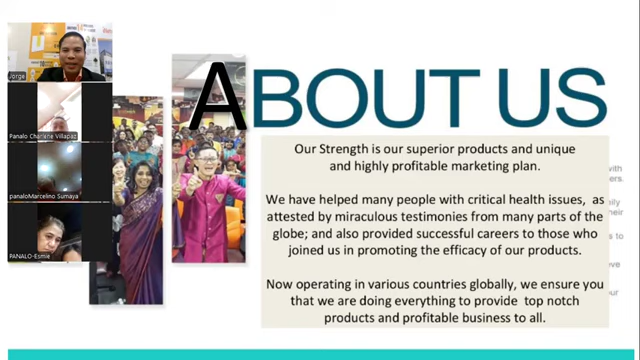 Jorge
Panalo Charlene Villapaz
panaloMarcelino Sumaya
PANALO-Esmie
ABOUT US
Our Strength is our superior products and unique
and highly profitable marketing plan.
We have helped many people with critical health issues, as
attested by miraculous testimonies from many parts of the
globe; and also provided successful careers to those who
joined us in promoting the efficacy of our products.
Now operating in various countries globally, we ensure you
that we are doing everything to provide top notch
products and profitable business to all.
with